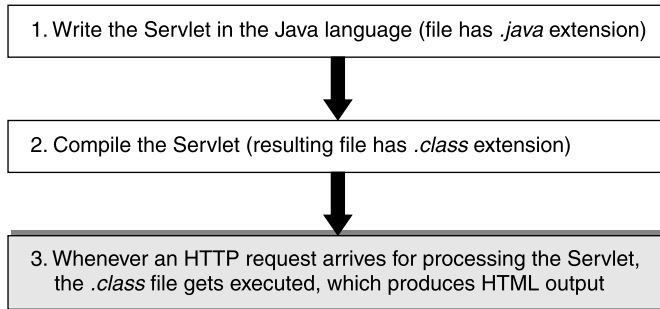 1. Write the Servlet in the Java language (file has .java extension)
2. Compile the Servlet (resulting file has .class extension)
3. Whenever an HTTP request arrives for processing the Servlet,
the .class file gets executed, which produces HTML output